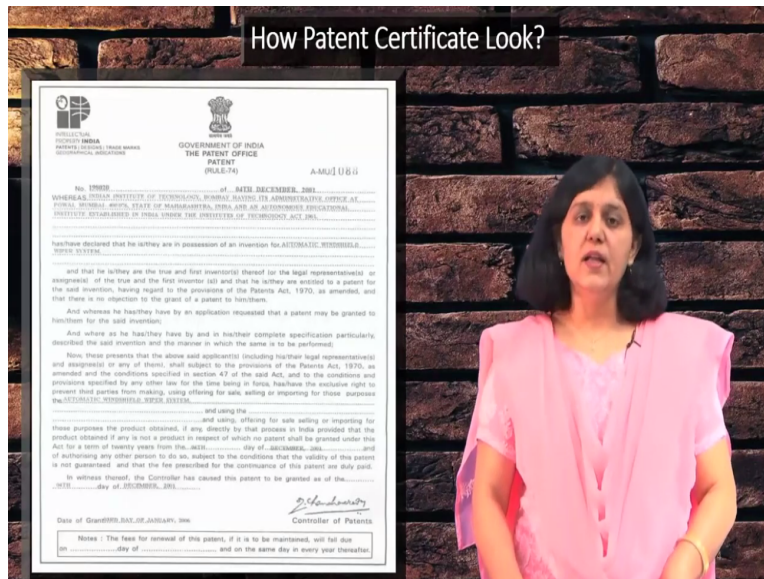 How Patent Certificate Look?
INTELLECTUAL
PROPERTY INDIA
PATENTS | DESIGNS | TRADE MARKS
GEOGRAPHICAL INDICATIONS
GOVERNMENT OF INDIA
THE PATENT OFFICE
PATENT
(RULE-74)
A-MU/1088
No. of 04TH DECEMBER, 2001
WHEREAS INDIAN INSTITUTE OF TECHNOLOGY, BOMBAY HAVING ITS ADMINISTRATIVE OFFICE AT
POWAI, MUMBAI STATE OF MAHARASHTRA, INDIA AND AN AUTONOMOUS EDUCATIONAL
INSTITUTE ESTABLISHED IN INDIA UNDER THE INSTITUTES OF TECHNOLOGY ACT 1961.
has/have declared that he is/they are in possession of an invention for AUTOMATIC WINDSHIELD
WIPER SYSTEM.
and that he is/they are the true and first inventor(s) thereof (or the legal representative(s) or
assignee(s) of the true and the first inventor (s)) and that he is/they are entitled to a patent for
the said invention, having regard to the provisions of the Patents Act, 1970, as amended, and
that there is no objection to the grant of a patent to him/them.
And whereas he has/they have by an application requested that a patent may be granted to
him/them for the said invention;
And where as he has/they have by and in his/their complete specification particularly,
described the said invention and the manner in which the same is to be performed;
Now, these presents that the above said applicant(s) (including his/their legal representative(s)
and assignee(s) or any of them), shall subject to the provisions of the Patents Act, 1970, as
amended and the conditions specified in section 47 of the said Act, and to the conditions and
provisions specified by any other law for the time being in force, has/have the exclusive right to
prevent third parties from making, using offering for sale, selling or importing for those purposes
the AUTOMATIC WINDSHIELD WIPER SYSTEM.
and using the
and using, offering for sale selling or importing for
those purposes the product obtained, if any, directly by that process in India provided that the
product obtained if any is not a product in respect of which no patent shall be granted under this
Act for a term of twenty years from the day of DECEMBER, 2001 and
of authorising any other person to do so, subject to the conditions that the validity of this patent
is not guaranteed and that the fee prescribed for the continuance of this patent are duly paid.
In witness thereof, the Controller has caused this patent to be granted as of the
day of DECEMBER, 2001
Date of Grant DAY OF JANUARY, 2006
Controller of Patents
Notes : The fees for renewal of this patent, if it is to be maintained, will fall due
on day of and on the same day in every year thereafter.